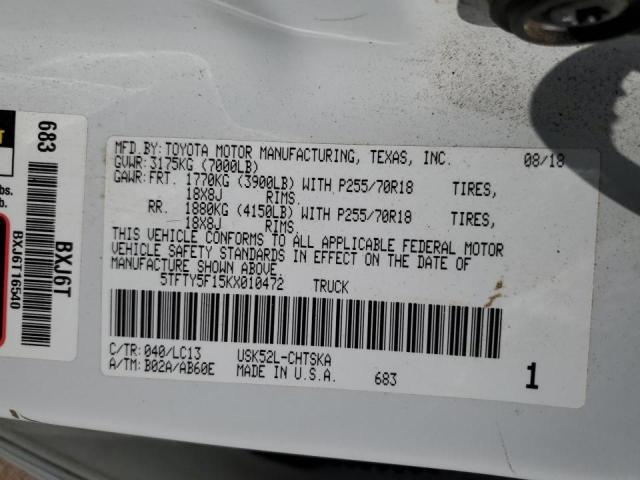 MFD.BY: TOYOTA MOTOR MANUFACTURING, TEXAS, INC. 08/18
GVWR: 3175KG (7000LB)
GAWR: FRT. 1770KG (3900LB) WITH P255/70R18 TIRES,
18X8J RIMS.
RR. 1880KG (4150LB) WITH P255/70R18 TIRES,
18X8J RIMS.
THIS VEHICLE CONFORMS TO ALL APPLICABLE FEDERAL MOTOR
VEHICLE SAFETY STANDARDS IN EFFECT ON THE DATE OF
MANUFACTURE SHOWN ABOVE.
5TFTY5F15KX010472 TRUCK
C/TR: 040/LC13 USK52L-CHTSKA
A/TM: B02A/AB60E MADE IN U.S.A. 683 1
683
BXJ6T
BXJ6T16540
lbs.